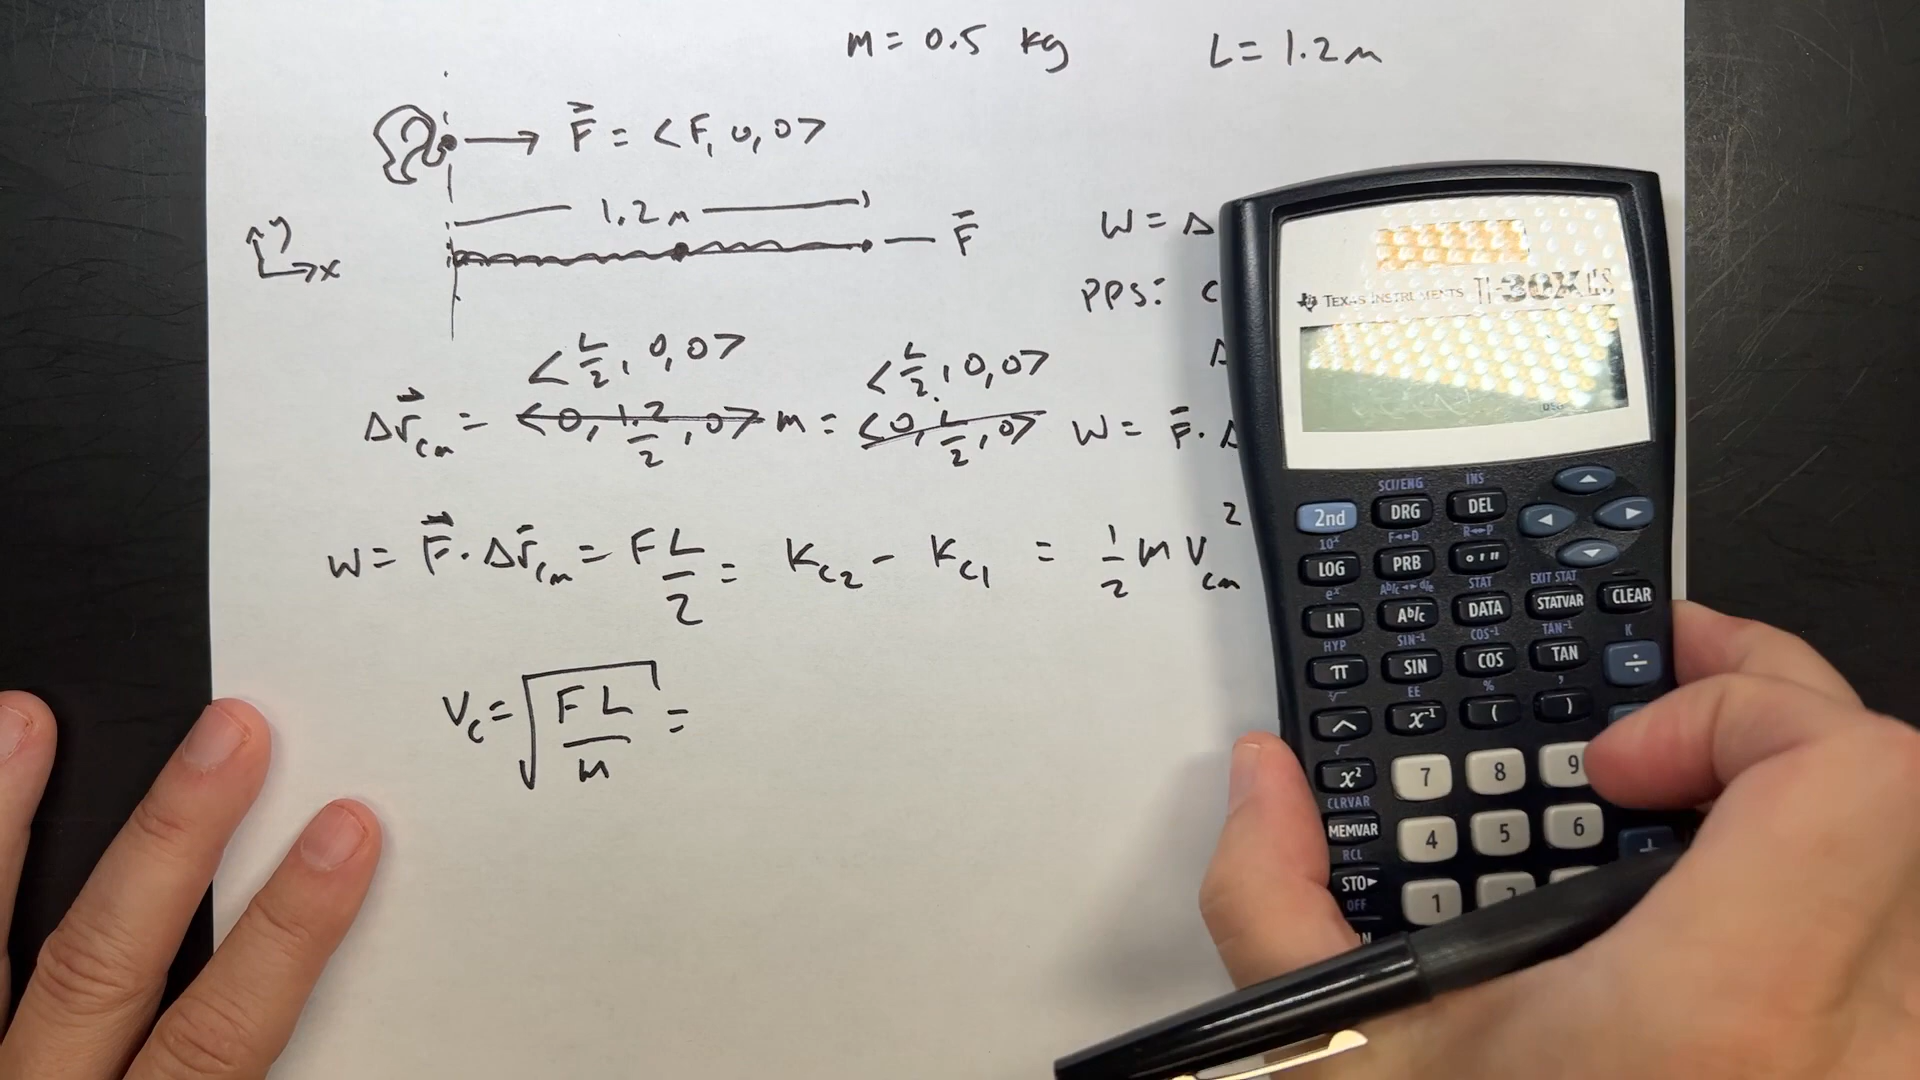 m = 0.5 kg L = 1.2 m
F⃗ = <F, 0, 0>
1.2 m
y
x
F̄
W = Δ
PPS: C
Δ
<L/2, 0, 0> <L/2, 0, 0>
Δr⃗cm = <0, 1.2/2, 0> m = <0, L/2, 0> W = F̄ · Δ
W = F⃗ · Δr̄cm = F L/2 = Kc2 - Kc1 = 1/2 m Vcm²
Vc = √(FL/m) =
TEXAS INSTRUMENTS TI-30X IIS
SCI/ENG INS
2nd DRG DEL
10ˣ F◄►D R◄►P
LOG PRB ° ' "
eˣ Ab/c◄►d/e STAT EXIT STAT
LN Ab/c DATA STATVAR CLEAR
HYP SIN⁻¹ COS⁻¹ TAN⁻¹ K
π SIN COS TAN ÷
EE % ,
^ x⁻¹ ( )
√
x² 7 8 9
CLRVAR
MEMVAR 4 5 6 +
RCL
STO► 1 2
OFF